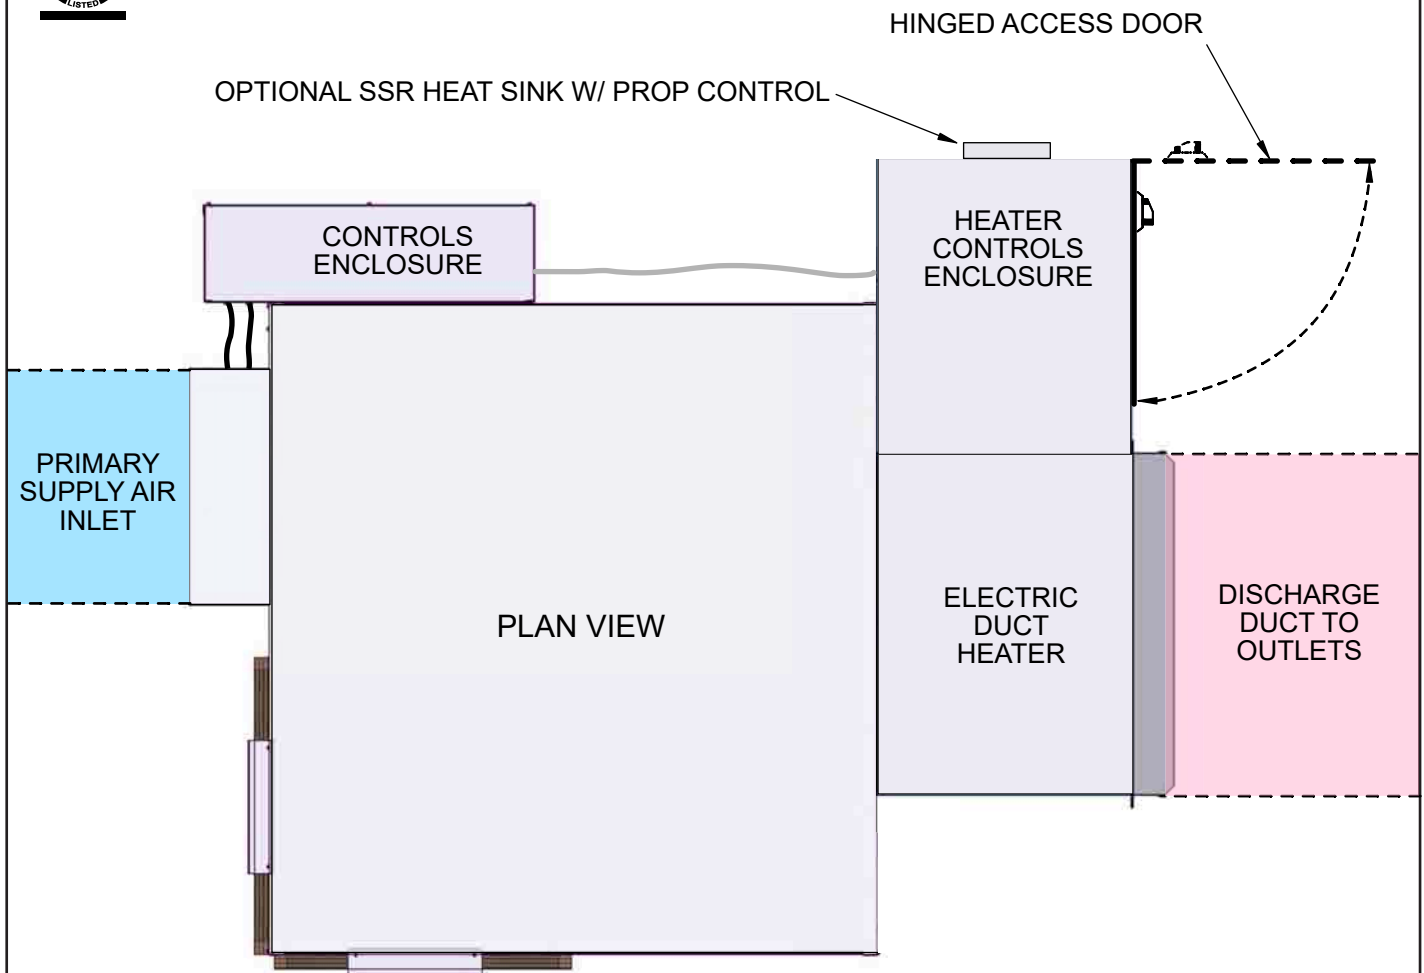 LISTED
HINGED ACCESS DOOR
OPTIONAL SSR HEAT SINK W/ PROP CONTROL
CONTROLS
ENCLOSURE
HEATER
CONTROLS
ENCLOSURE
PRIMARY
SUPPLY AIR
INLET
PLAN VIEW
ELECTRIC
DUCT
HEATER
DISCHARGE
DUCT TO
OUTLETS